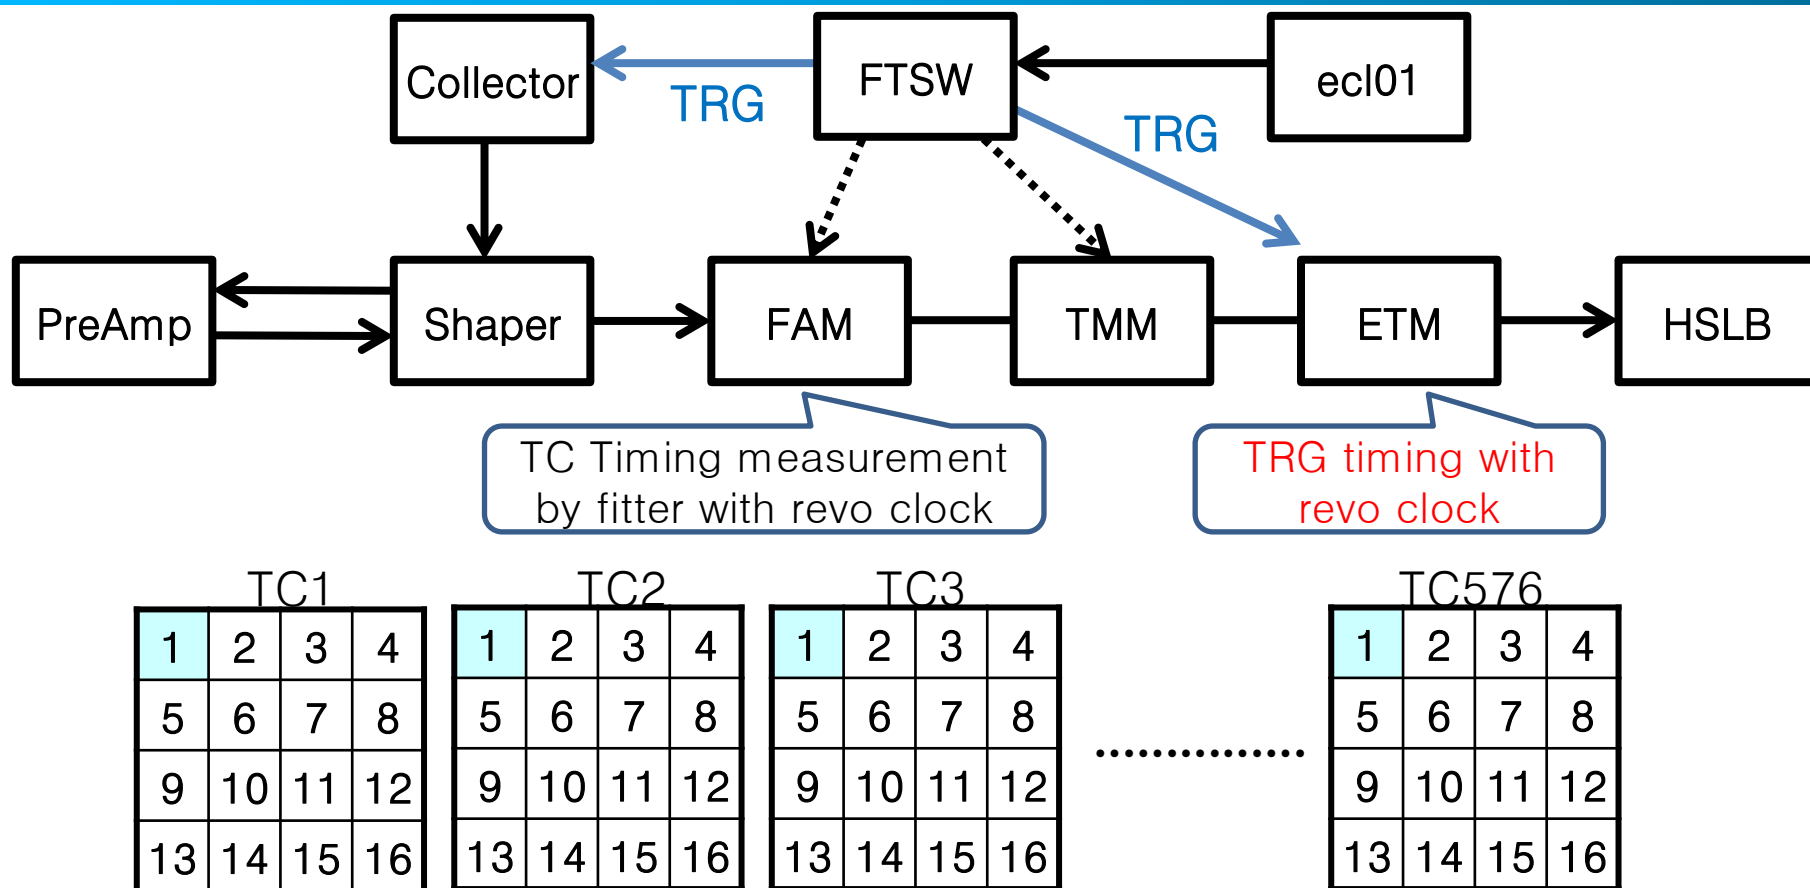 Collector
TRG
FTSW
TRG
ecl01
PreAmp
Shaper
FAM
TMM
ETM
HSLB
TC Timing measurement
by fitter with revo clock
TRG timing with
revo clock
TC1
1 2 3 4
5 6 7 8
9 10 11 12
13 14 15 16
TC2
1 2 3 4
5 6 7 8
9 10 11 12
13 14 15 16
TC3
1 2 3 4
5 6 7 8
9 10 11 12
13 14 15 16
...............
TC576
1 2 3 4
5 6 7 8
9 10 11 12
13 14 15 16